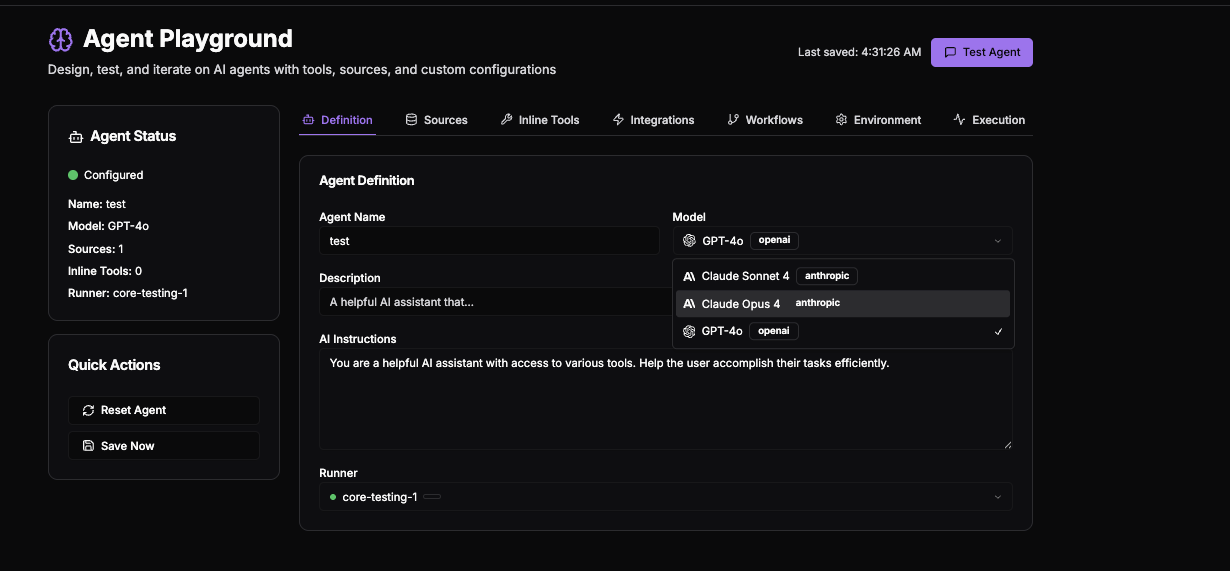 Agent Playground
Design, test, and iterate on AI agents with tools, sources, and custom configurations
Last saved: 4:31:26 AM
Test Agent
Agent Status
Configured
Name: test
Model: GPT-4o
Sources: 1
Inline Tools: 0
Runner: core-testing-1
Quick Actions
Reset Agent
Save Now
Definition
Sources
Inline Tools
Integrations
Workflows
Environment
Execution
Agent Definition
Agent Name
test
Model
GPT-4o openai
Claude Sonnet 4 anthropic
Claude Opus 4 anthropic
GPT-4o openai
Description
A helpful AI assistant that...
AI Instructions
You are a helpful AI assistant with access to various tools. Help the user accomplish their tasks efficiently.
Runner
core-testing-1